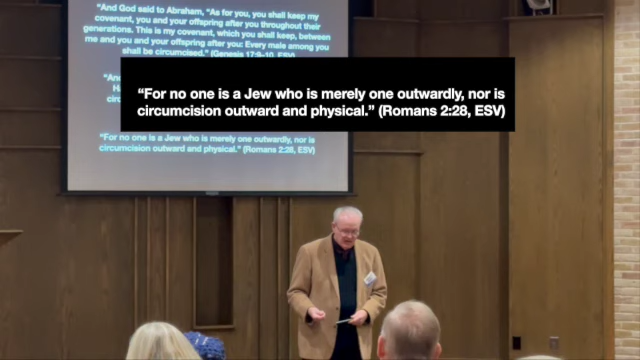 "And God said to Abraham, "As for you, you shall keep my
covenant, you and your offspring after you throughout their
generations. This is my covenant, which you shall keep, between
me and you and your offspring after you: Every male among you
shall be circumcised." (Genesis 17:9–10, ESV)
"For no one is a Jew who is merely one outwardly, nor is
circumcision outward and physical." (Romans 2:28, ESV)
"For no one is a Jew who is merely one outwardly, nor is
circumcision outward and physical." (Romans 2:28, ESV)